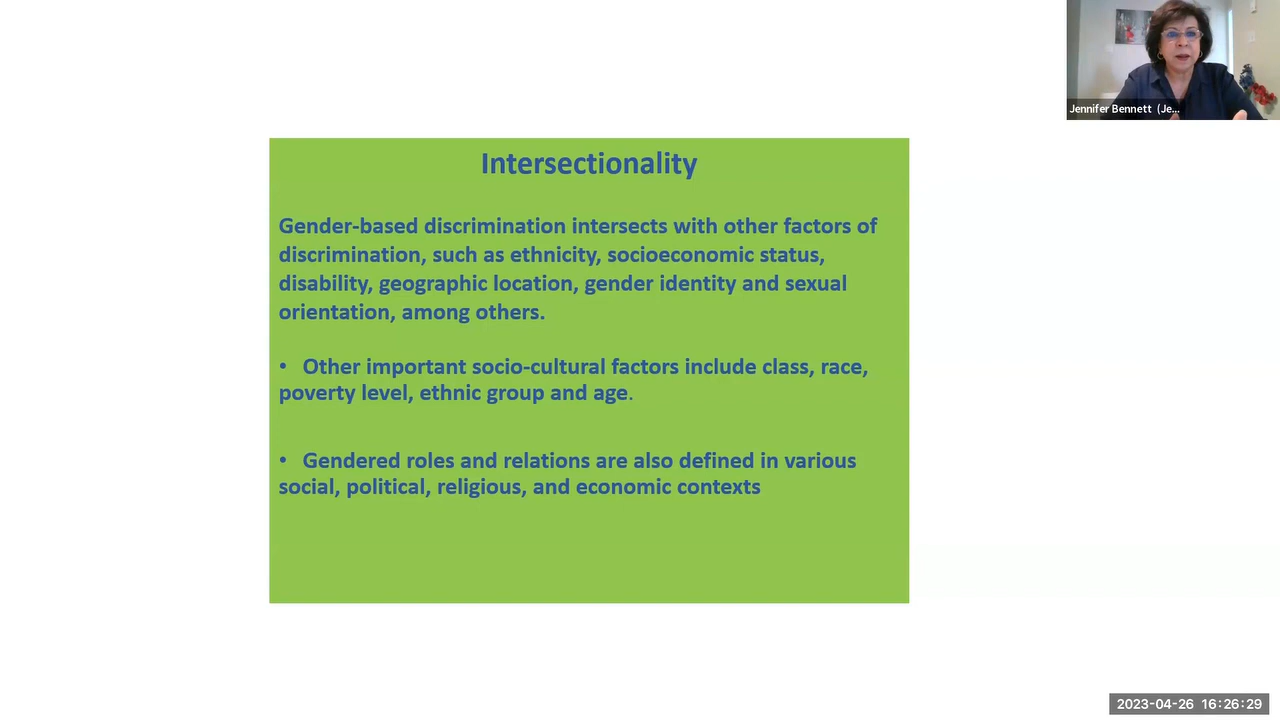 Jennifer Bennett (Je...
Intersectionality
Gender-based discrimination intersects with other factors of
discrimination, such as ethnicity, socioeconomic status,
disability, geographic location, gender identity and sexual
orientation, among others.
• Other important socio-cultural factors include class, race,
poverty level, ethnic group and age.
• Gendered roles and relations are also defined in various
social, political, religious, and economic contexts
2023-04-26 16:26:29